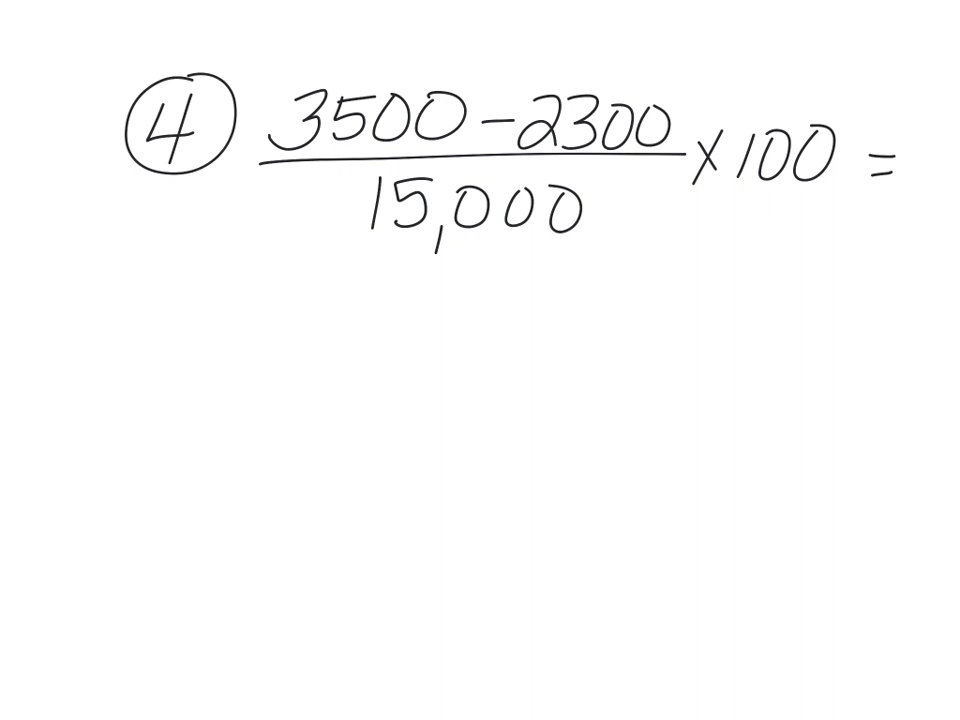 ④ 3500 - 2300
15,000
× 100 =